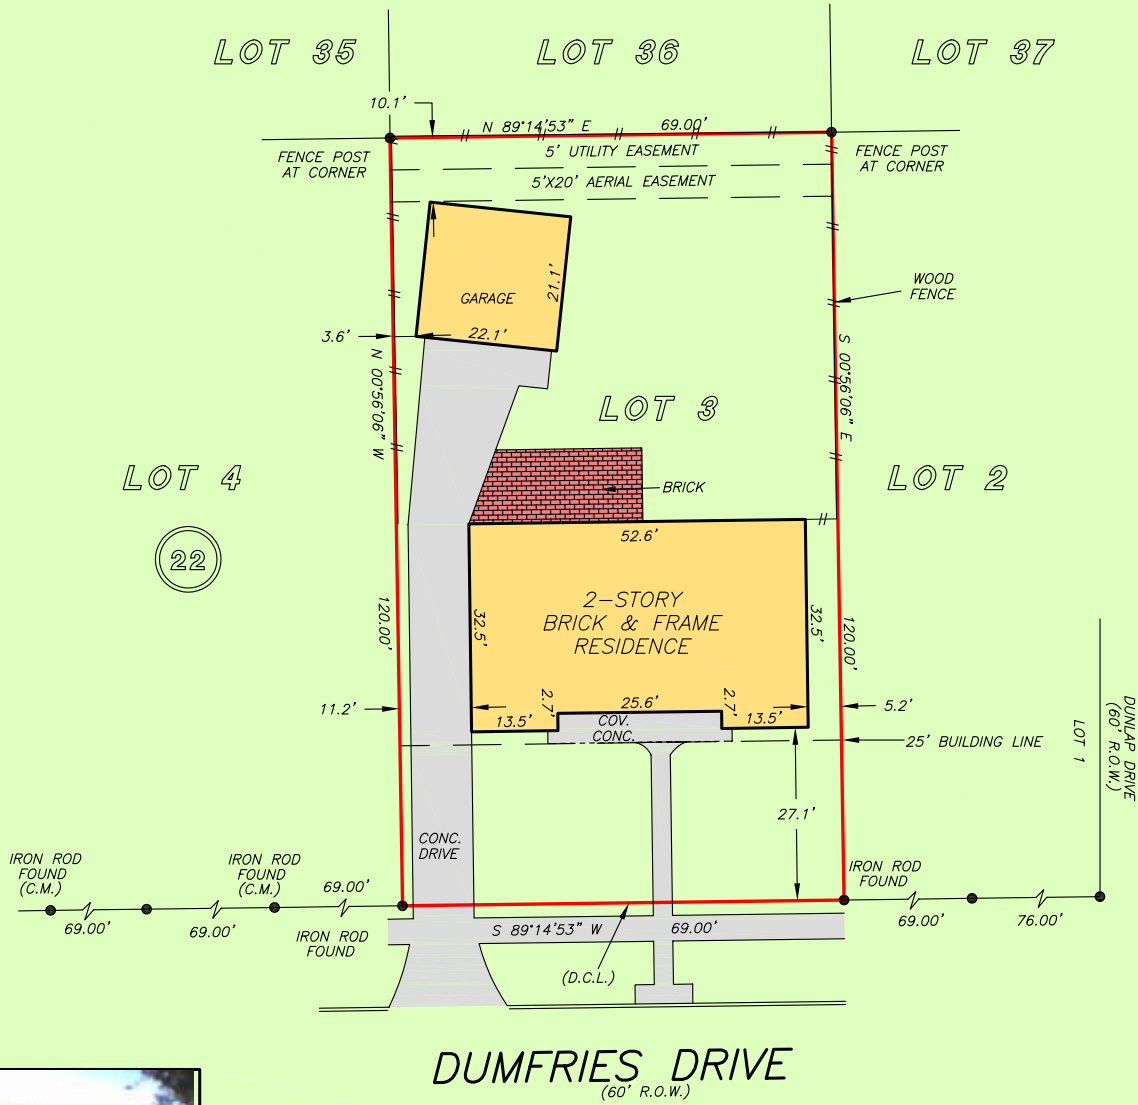 LOT 35
LOT 36
LOT 37
10.1'
N 89°14'53" E
69.00'
FENCE POST
AT CORNER
5' UTILITY EASEMENT
FENCE POST
AT CORNER
5'X20' AERIAL EASEMENT
GARAGE
21.1'
22.1'
3.6'
WOOD
FENCE
N 00°56'06" W
S 00°56'06" E
LOT 3
LOT 4
LOT 2
22
BRICK
52.6'
2-STORY
BRICK & FRAME
RESIDENCE
120.00'
32.5'
32.5'
120.00'
11.2'
13.5'
2.7'
25.6'
2.7'
13.5'
5.2'
COV.
CONC.
25' BUILDING LINE
LOT 1
DUNLAP DRIVE
(60' R.O.W.)
27.1'
CONC.
DRIVE
IRON ROD
FOUND
(C.M.)
IRON ROD
FOUND
(C.M.)
69.00'
IRON ROD
FOUND
69.00'
69.00'
IRON ROD
FOUND
S 89°14'53" W
69.00'
69.00'
76.00'
(D.C.L.)
DUMFRIES DRIVE
(60' R.O.W.)